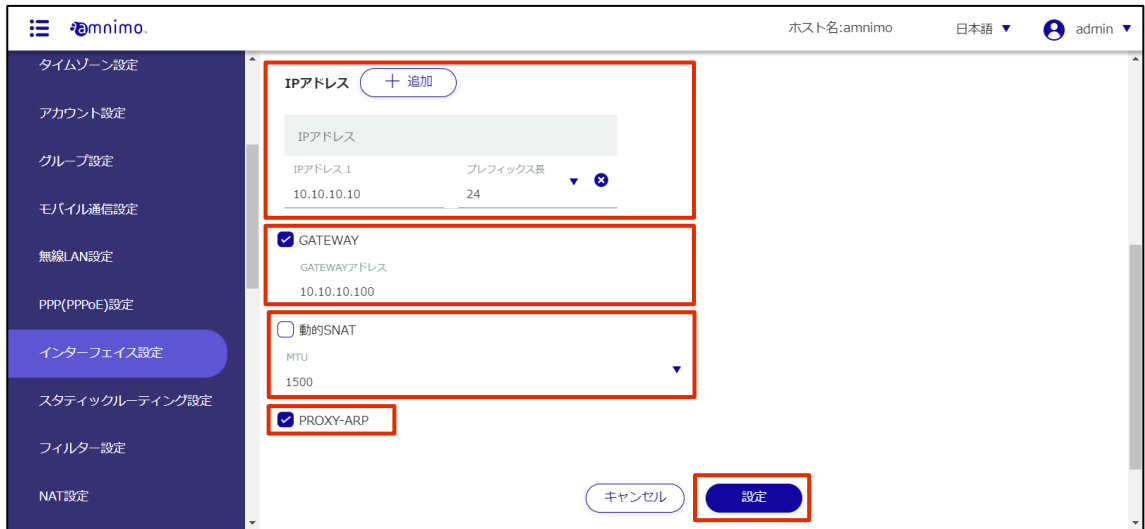 amnimo.
ホスト名:amnimo
日本語 ▼
admin ▼
タイムゾーン設定
アカウント設定
グループ設定
モバイル通信設定
無線LAN設定
PPP(PPPoE)設定
インターフェイス設定
スタティックルーティング設定
フィルター設定
NAT設定
IPアドレス
＋ 追加
IPアドレス
IPアドレス 1
プレフィックス長
10.10.10.10
24
GATEWAY
GATEWAYアドレス
10.10.10.100
動的SNAT
MTU
1500
PROXY-ARP
キャンセル
設定